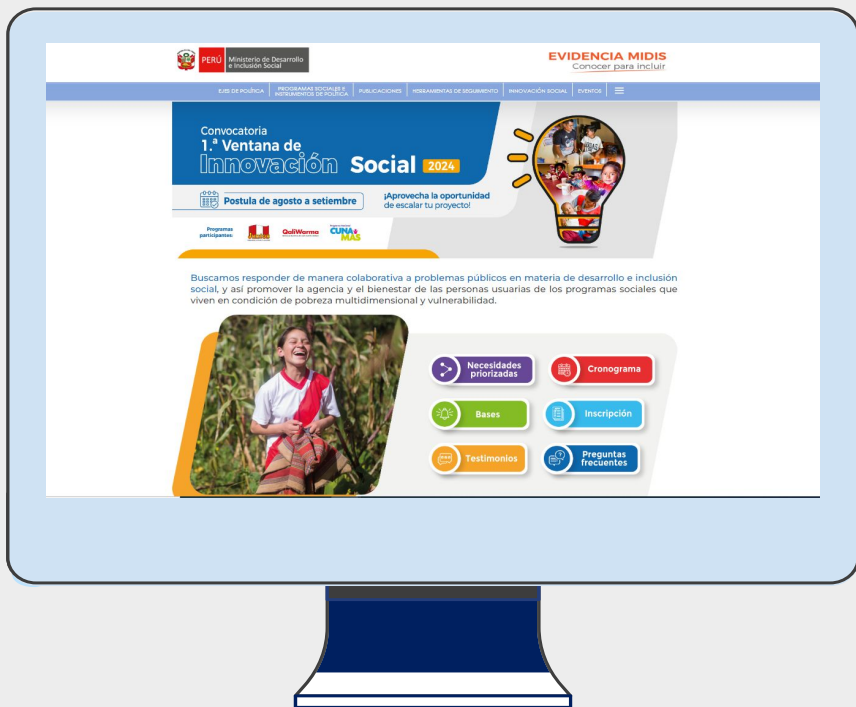 PERÚ
Ministerio de Desarrollo
e Inclusión Social
EVIDENCIA MIDIS
Conocer para incluir
EJES DE POLÍTICA
PROGRAMAS SOCIALES E
INSTRUMENTOS DE POLÍTICA
PUBLICACIONES
HERRAMIENTAS DE SEGUIMIENTO
INNOVACIÓN SOCIAL
EVENTOS
Convocatoria
1.ª Ventana de
Innovación Social 2024
Postula de agosto a setiembre
¡Aprovecha la oportunidad
de escalar tu proyecto!
Programas
participantes:
QaliWarma
CUNA
MÁS
Buscamos responder de manera colaborativa a problemas públicos en materia de desarrollo e inclusión
social, y así promover la agencia y el bienestar de las personas usuarias de los programas sociales que
viven en condición de pobreza multidimensional y vulnerabilidad.
Necesidades
priorizadas
Cronograma
Bases
Inscripción
Testimonios
Preguntas
frecuentes